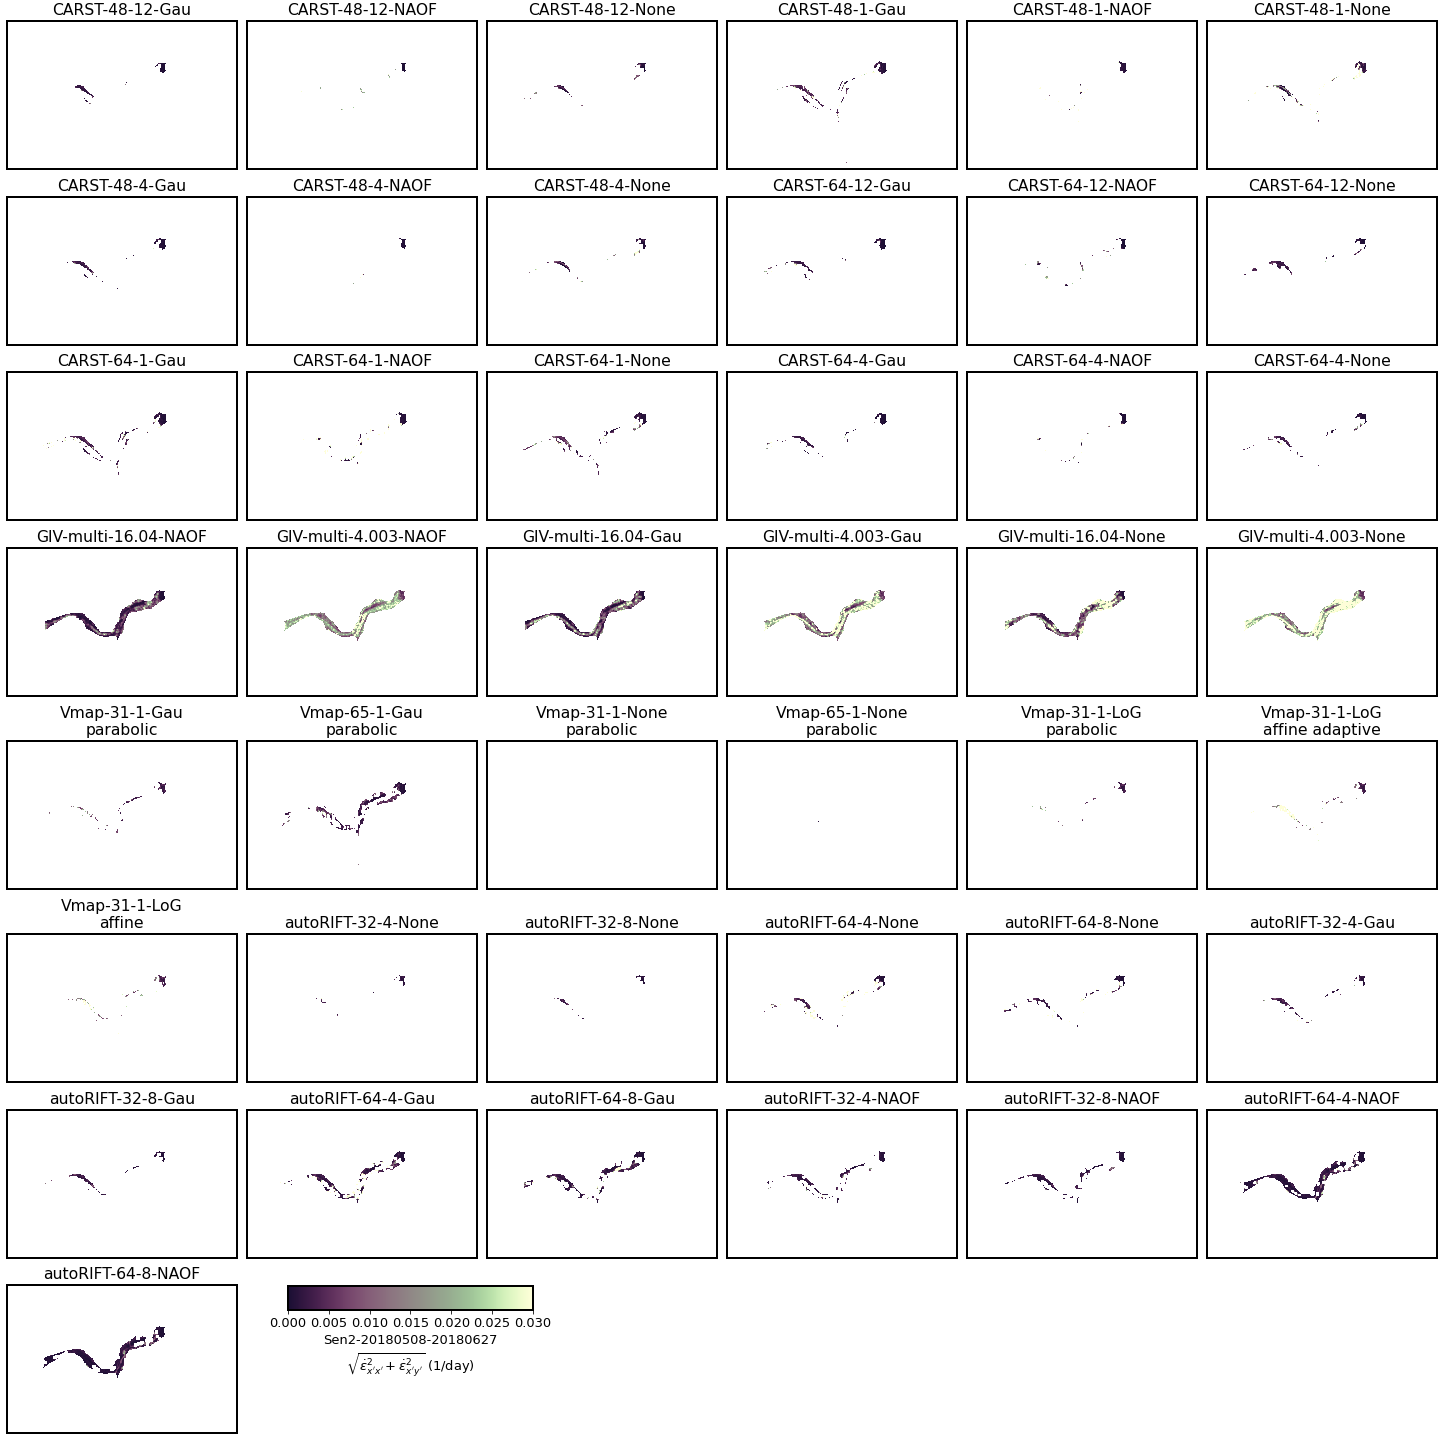 CARST-48-12-Gau CARST-48-12-NAOF CARST-48-12-None CARST-48-1-Gau CARST-48-1-NAOF CARST-48-1-None
CARST-48-4-Gau CARST-48-4-NAOF CARST-48-4-None CARST-64-12-Gau CARST-64-12-NAOF CARST-64-12-None
CARST-64-1-Gau CARST-64-1-NAOF CARST-64-1-None CARST-64-4-Gau CARST-64-4-NAOF CARST-64-4-None
GIV-multi-16.04-NAOF GIV-multi-4.003-NAOF GIV-multi-16.04-Gau GIV-multi-4.003-Gau GIV-multi-16.04-None GIV-multi-4.003-None
Vmap-31-1-Gau Vmap-65-1-Gau Vmap-31-1-None Vmap-65-1-None Vmap-31-1-LoG Vmap-31-1-LoG
parabolic parabolic parabolic parabolic parabolic affine adaptive
Vmap-31-1-LoG
affine autoRIFT-32-4-None autoRIFT-32-8-None autoRIFT-64-4-None autoRIFT-64-8-None autoRIFT-32-4-Gau
autoRIFT-32-8-Gau autoRIFT-64-4-Gau autoRIFT-64-8-Gau autoRIFT-32-4-NAOF autoRIFT-32-8-NAOF autoRIFT-64-4-NAOF
autoRIFT-64-8-NAOF
0.000 0.005 0.010 0.015 0.020 0.025 0.030
Sen2-20180508-20180627
√(ε̇²ₓ′ₓ′ + ε̇²ₓ′y′) (1/day)